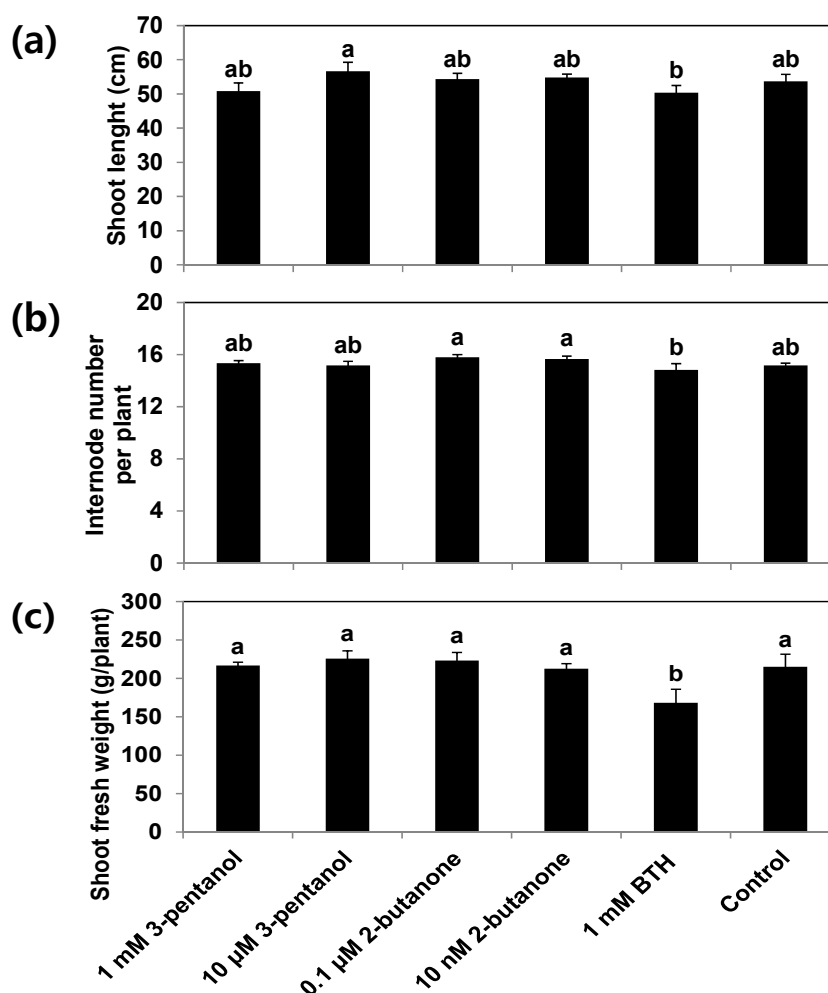 (a)
Shoot lenght (cm)
70
60
50
40
30
20
10
0
ab
a
ab
ab
b
ab
(b)
Internode number
per plant
20
16
12
8
4
0
ab
ab
a
a
b
ab
(c)
Shoot fresh weight (g/plant)
300
250
200
150
100
50
0
a
a
a
a
b
a
1 mM 3-pentanol
10 µM 3-pentanol
0.1 µM 2-butanone
10 nM 2-butanone
1 mM BTH
Control